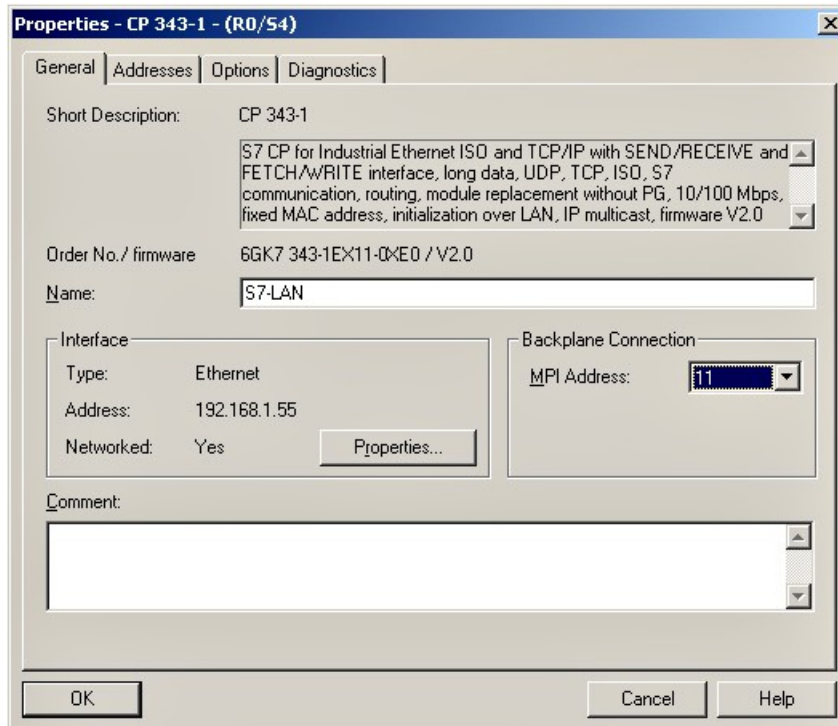 Properties - CP 343-1 - (R0/S4)
General Addresses Options Diagnostics
Short Description: CP 343-1
S7 CP for Industrial Ethernet ISO and TCP/IP with SEND/RECEIVE and
FETCH/WRITE interface, long data, UDP, TCP, ISO, S7
communication, routing, module replacement without PG, 10/100 Mbps,
fixed MAC address, initialization over LAN, IP multicast, firmware V2.0
Order No./ firmware 6GK7 343-1EX11-0XE0 / V2.0
Name: S7-LAN
Interface Backplane Connection
Type: Ethernet MPI Address: 11
Address: 192.168.1.55
Networked: Yes Properties...
Comment:
OK Cancel Help